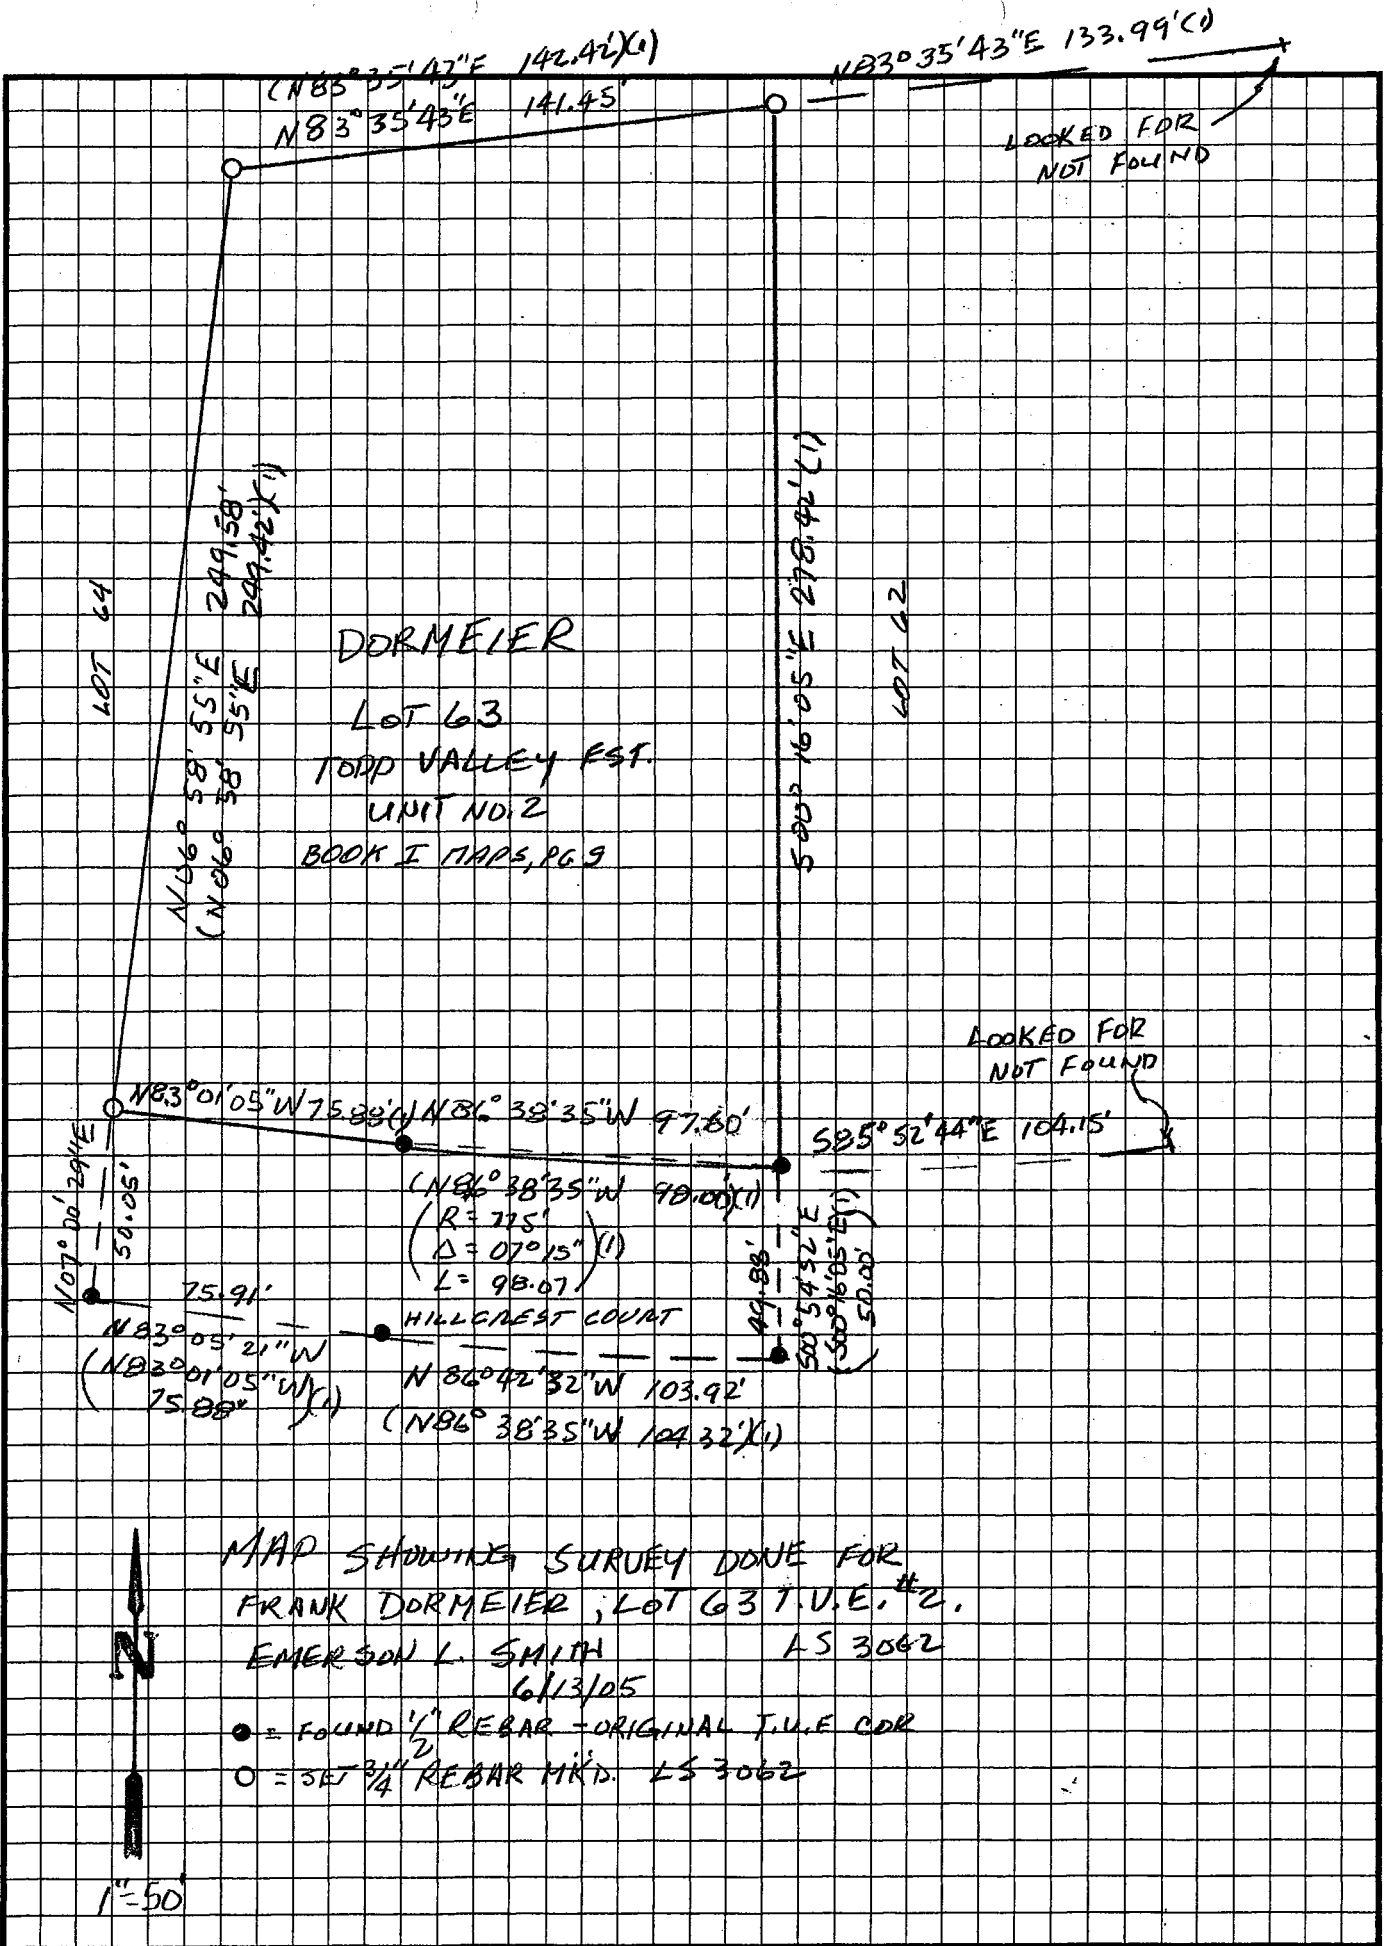 (N83°35'43"E 142.42')(1)
N83°35'43"E 141.45'
N83°35'43"E 133.99'(1)
LOOKED FOR
NOT FOUND
LOT 64
N06° 58' 55"E 249.58'
(N06° 58' 55"E 249.42')(1)
DORMEIER
LOT 63
TODD VALLEY EST.
UNIT NO. 2
BOOK I MAPS, PG 9
S00° 16' 05"E 278.42'(1)
LOT 62
LOOKED FOR
NOT FOUND
N83°01'05"W 75.88'(1)
N86° 38'35"W 97.60'
S85° 52'44"E 104.15'
(N86° 38'35"W 98.00')(1)
(R = 775'
Δ = 07°15"
L = 98.07)(1)
N07° 00' 29"E
50.05'
49.88'
S00° 54' 52"E
(S00°16'05"E)(1)
50.00'
75.91'
HILLCREST COURT
N83° 05' 21"W
(N83° 01' 05"W
75.88")(1)
N 86°42'32"W 103.92'
(N86° 38'35"W 104.32')(1)
MAP SHOWING SURVEY DONE FOR
FRANK DORMEIER, LOT 63 T.V.E. #2.
EMERSON L. SMITH LS 3062
6/13/05
● = FOUND 1/2" REBAR - ORIGINAL T.V.E COR
○ = SET 3/4" REBAR MK'D. LS 3062
N
1"=50'